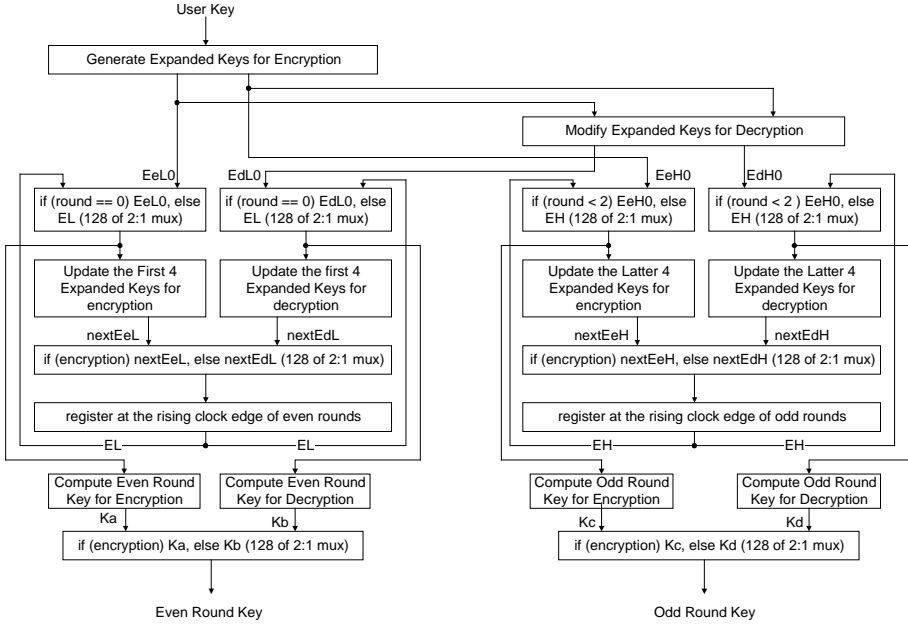 User Key
Generate Expanded Keys for Encryption
Modify Expanded Keys for Decryption
EeL0
EdL0
EeH0
EdH0
if (round == 0) EeL0, else
EL (128 of 2:1 mux)
if (round == 0) EdL0, else
EL (128 of 2:1 mux)
if (round < 2) EeH0, else
EH (128 of 2:1 mux)
if (round < 2 ) EeH0, else
EH (128 of 2:1 mux)
Update the First 4
Expanded Keys for
encryption
Update the first 4
Expanded Keys for
decryption
Update the Latter 4
Expanded Keys for
encryption
Update the Latter 4
Expanded Keys for
decryption
nextEeL
nextEdL
nextEeH
nextEdH
if (encryption) nextEeL, else nextEdL (128 of 2:1 mux)
if (encryption) nextEeH, else nextEdH (128 of 2:1 mux)
register at the rising clock edge of even rounds
register at the rising clock edge of odd rounds
EL
EL
EH
EH
Compute Even Round
Key for Encryption
Compute Even Round
Key for Decryption
Compute Odd Round
Key for Encryption
Compute Odd Round
Key for Decryption
Ka
Kb
Kc
Kd
if (encryption) Ka, else Kb (128 of 2:1 mux)
if (encryption) Kc, else Kd (128 of 2:1 mux)
Even Round Key
Odd Round Key